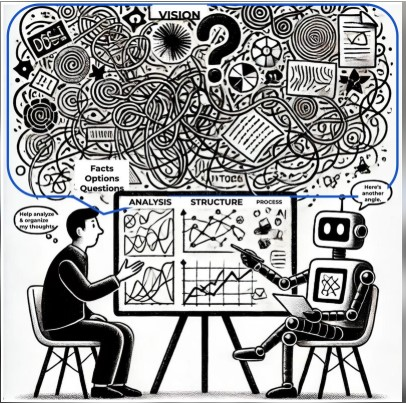 VISION
Facts
Options
Questions
ANALYSIS
STRUCTURE
PROCESS
Help analyze
& organize
my thoughts
Here's
another
angle.